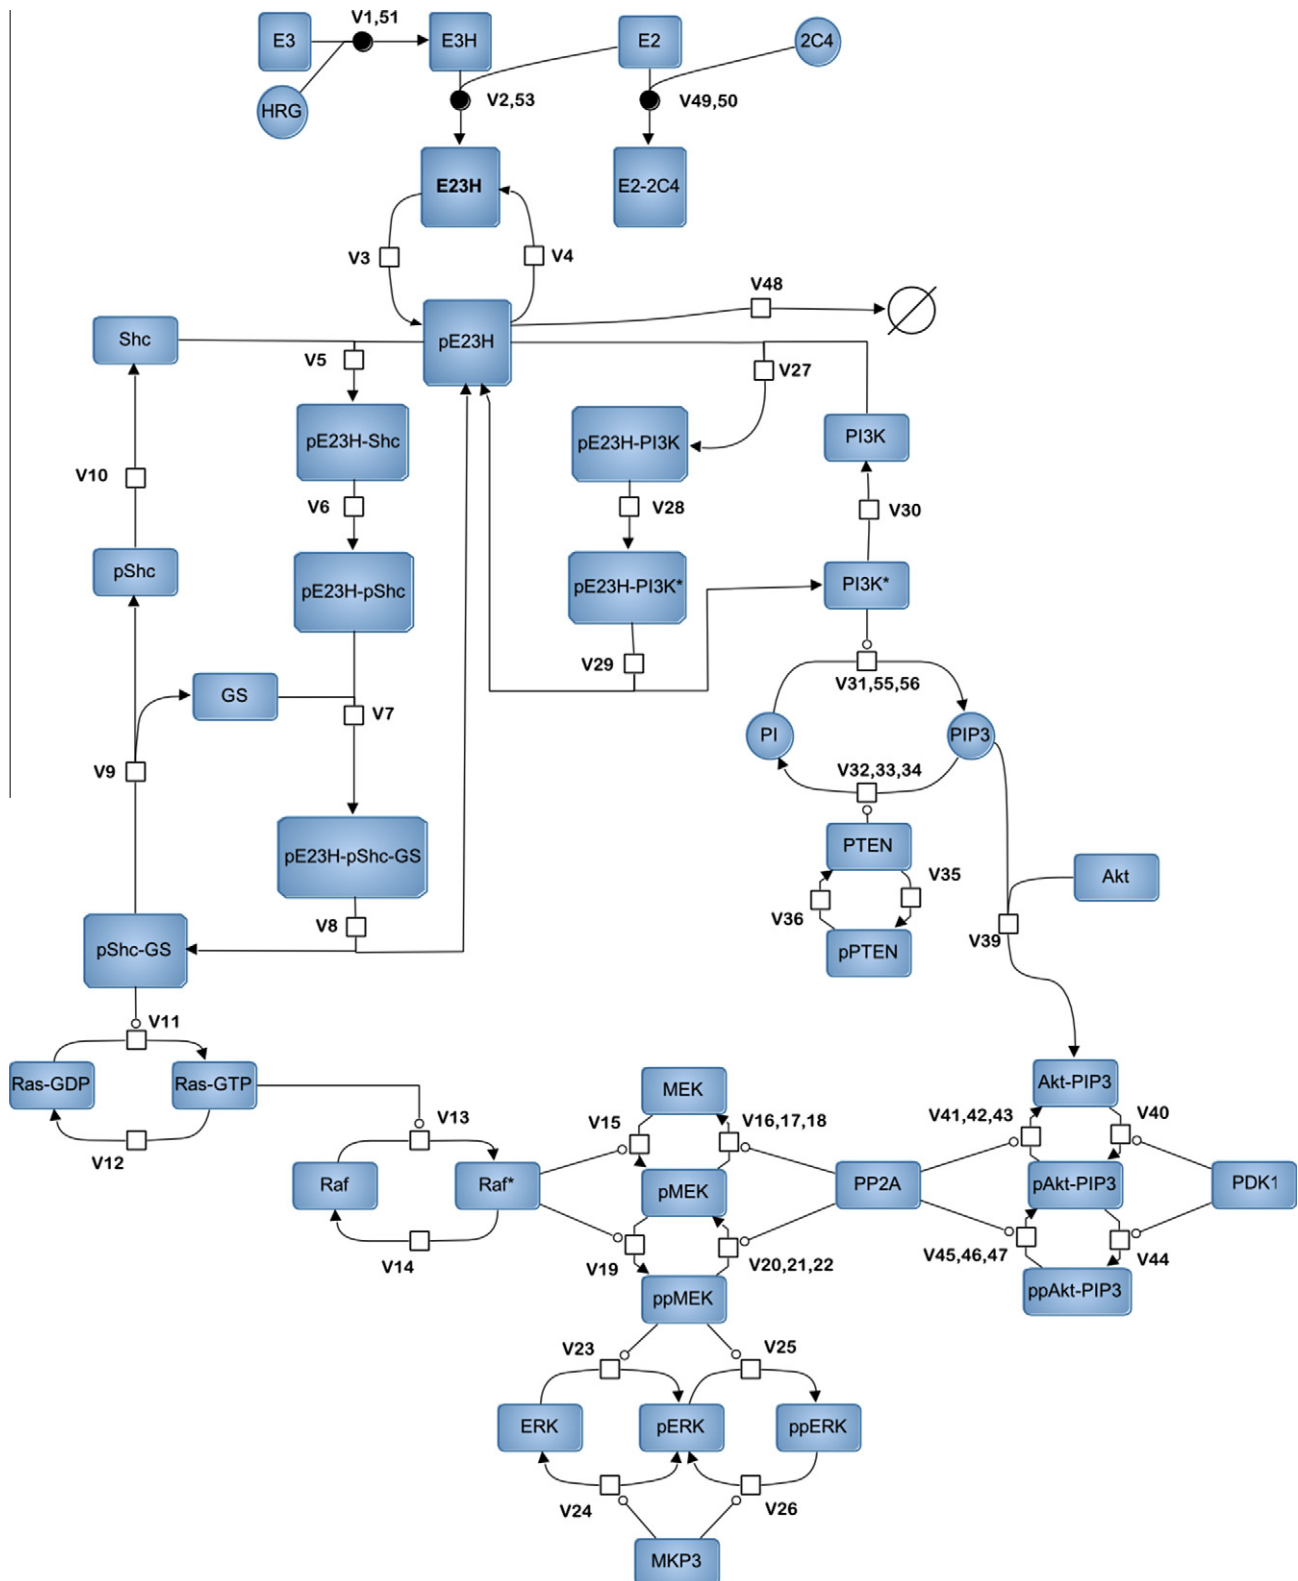 V1,51
E3
E3H
E2
2C4
HRG
V2,53
V49,50
E23H
E2-2C4
V3
V4
V48
Shc
pE23H
V5
V27
pE23H-Shc
pE23H-PI3K
PI3K
V10
V6
V28
V30
pShc
pE23H-pShc
pE23H-PI3K*
PI3K*
V29
V31,55,56
GS
V7
PI
PIP3
V9
V32,33,34
pE23H-pShc-GS
PTEN
V35
Akt
V8
V36
V39
pShc-GS
pPTEN
V11
Ras-GDP
Ras-GTP
MEK
Akt-PIP3
V13
V15
V16,17,18
V41,42,43
V40
V12
Raf
Raf*
pMEK
PP2A
pAkt-PIP3
PDK1
V14
V19
V20,21,22
V45,46,47
V44
ppMEK
ppAkt-PIP3
V23
V25
ERK
pERK
ppERK
V24
V26
MKP3